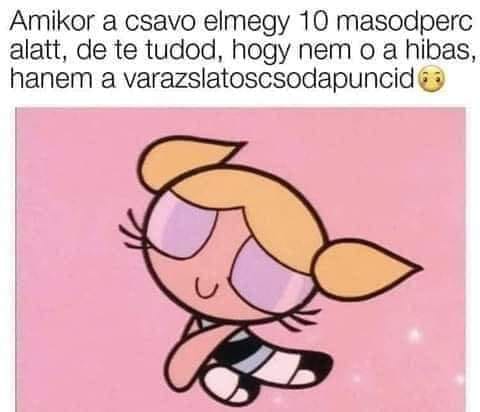 Amikor a csavo elmegy 10 masodperc
alatt, de te tudod, hogy nem o a hibas,
hanem a varazslatoscsodapuncid